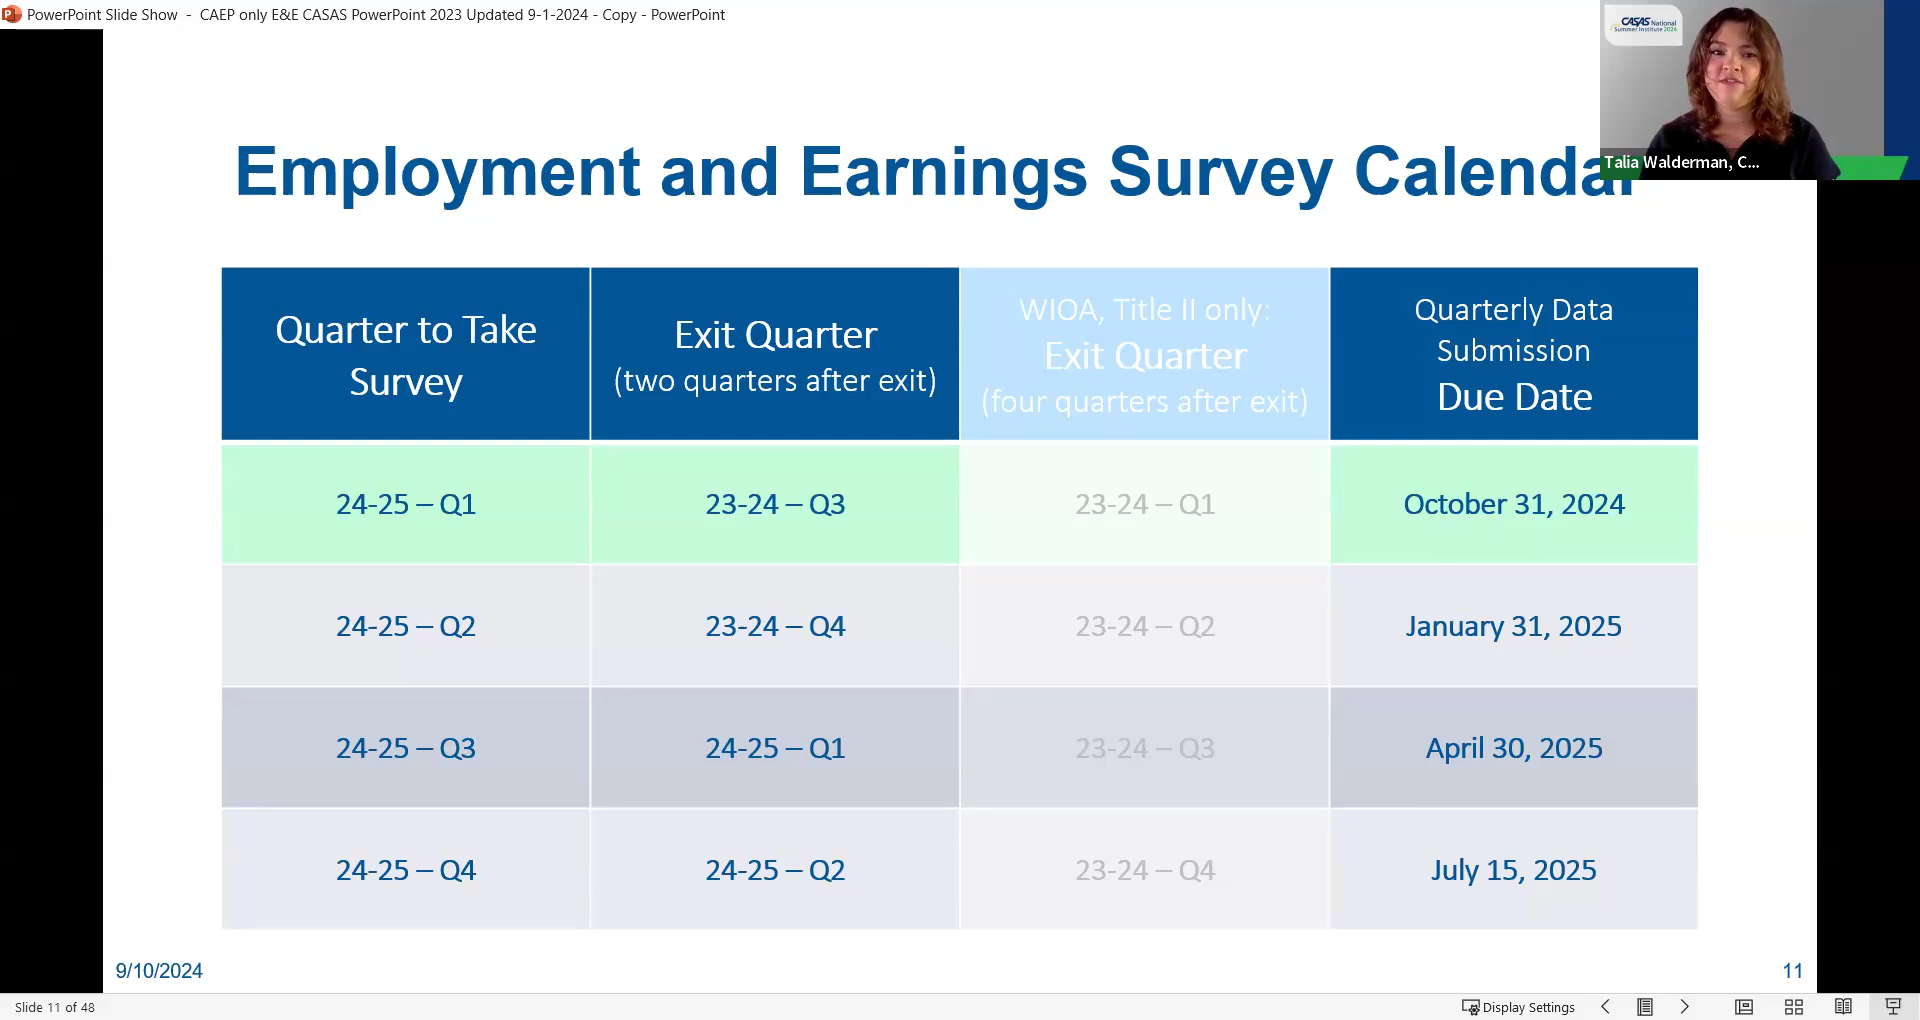 PowerPoint Slide Show - CAEP only E&E CASAS PowerPoint 2023 Updated 9-1-2024 - Copy - PowerPoint
CASAS National
Summer Institute 2024
Talia Walderman, C...
Employment and Earnings Survey Calendar
Quarter to Take
Survey
Exit Quarter
(two quarters after exit)
WIOA, Title II only:
Exit Quarter
(four quarters after exit)
Quarterly Data
Submission
Due Date
24-25 – Q1
23-24 – Q3
23-24 – Q1
October 31, 2024
24-25 – Q2
23-24 – Q4
23-24 – Q2
January 31, 2025
24-25 – Q3
24-25 – Q1
23-24 – Q3
April 30, 2025
24-25 – Q4
24-25 – Q2
23-24 – Q4
July 15, 2025
9/10/2024
11
Slide 11 of 48
Display Settings